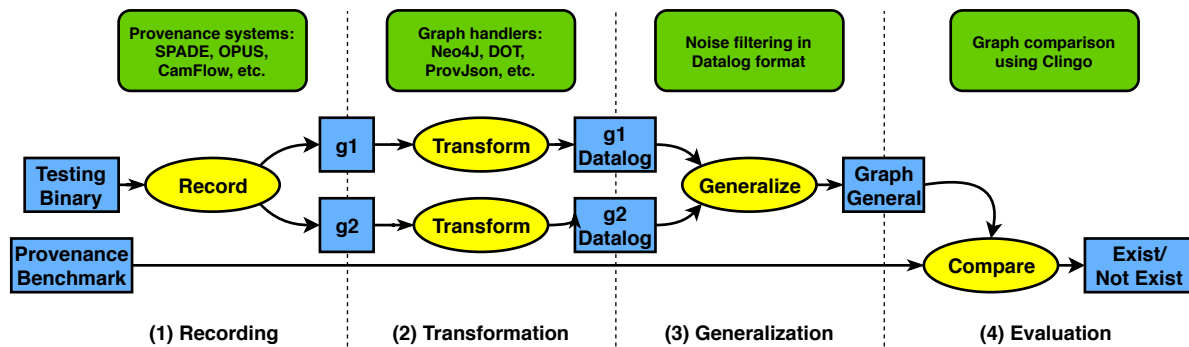 Provenance systems:
SPADE, OPUS,
CamFlow, etc.
Graph handlers:
Neo4J, DOT,
ProvJson, etc.
Noise filtering in
Datalog format
Graph comparison
using Clingo
Testing
Binary
Record
g1
g2
Transform
Transform
g1
Datalog
g2
Datalog
Generalize
Graph
General
Provenance
Benchmark
Compare
Exist/
Not Exist
(1) Recording
(2) Transformation
(3) Generalization
(4) Evaluation